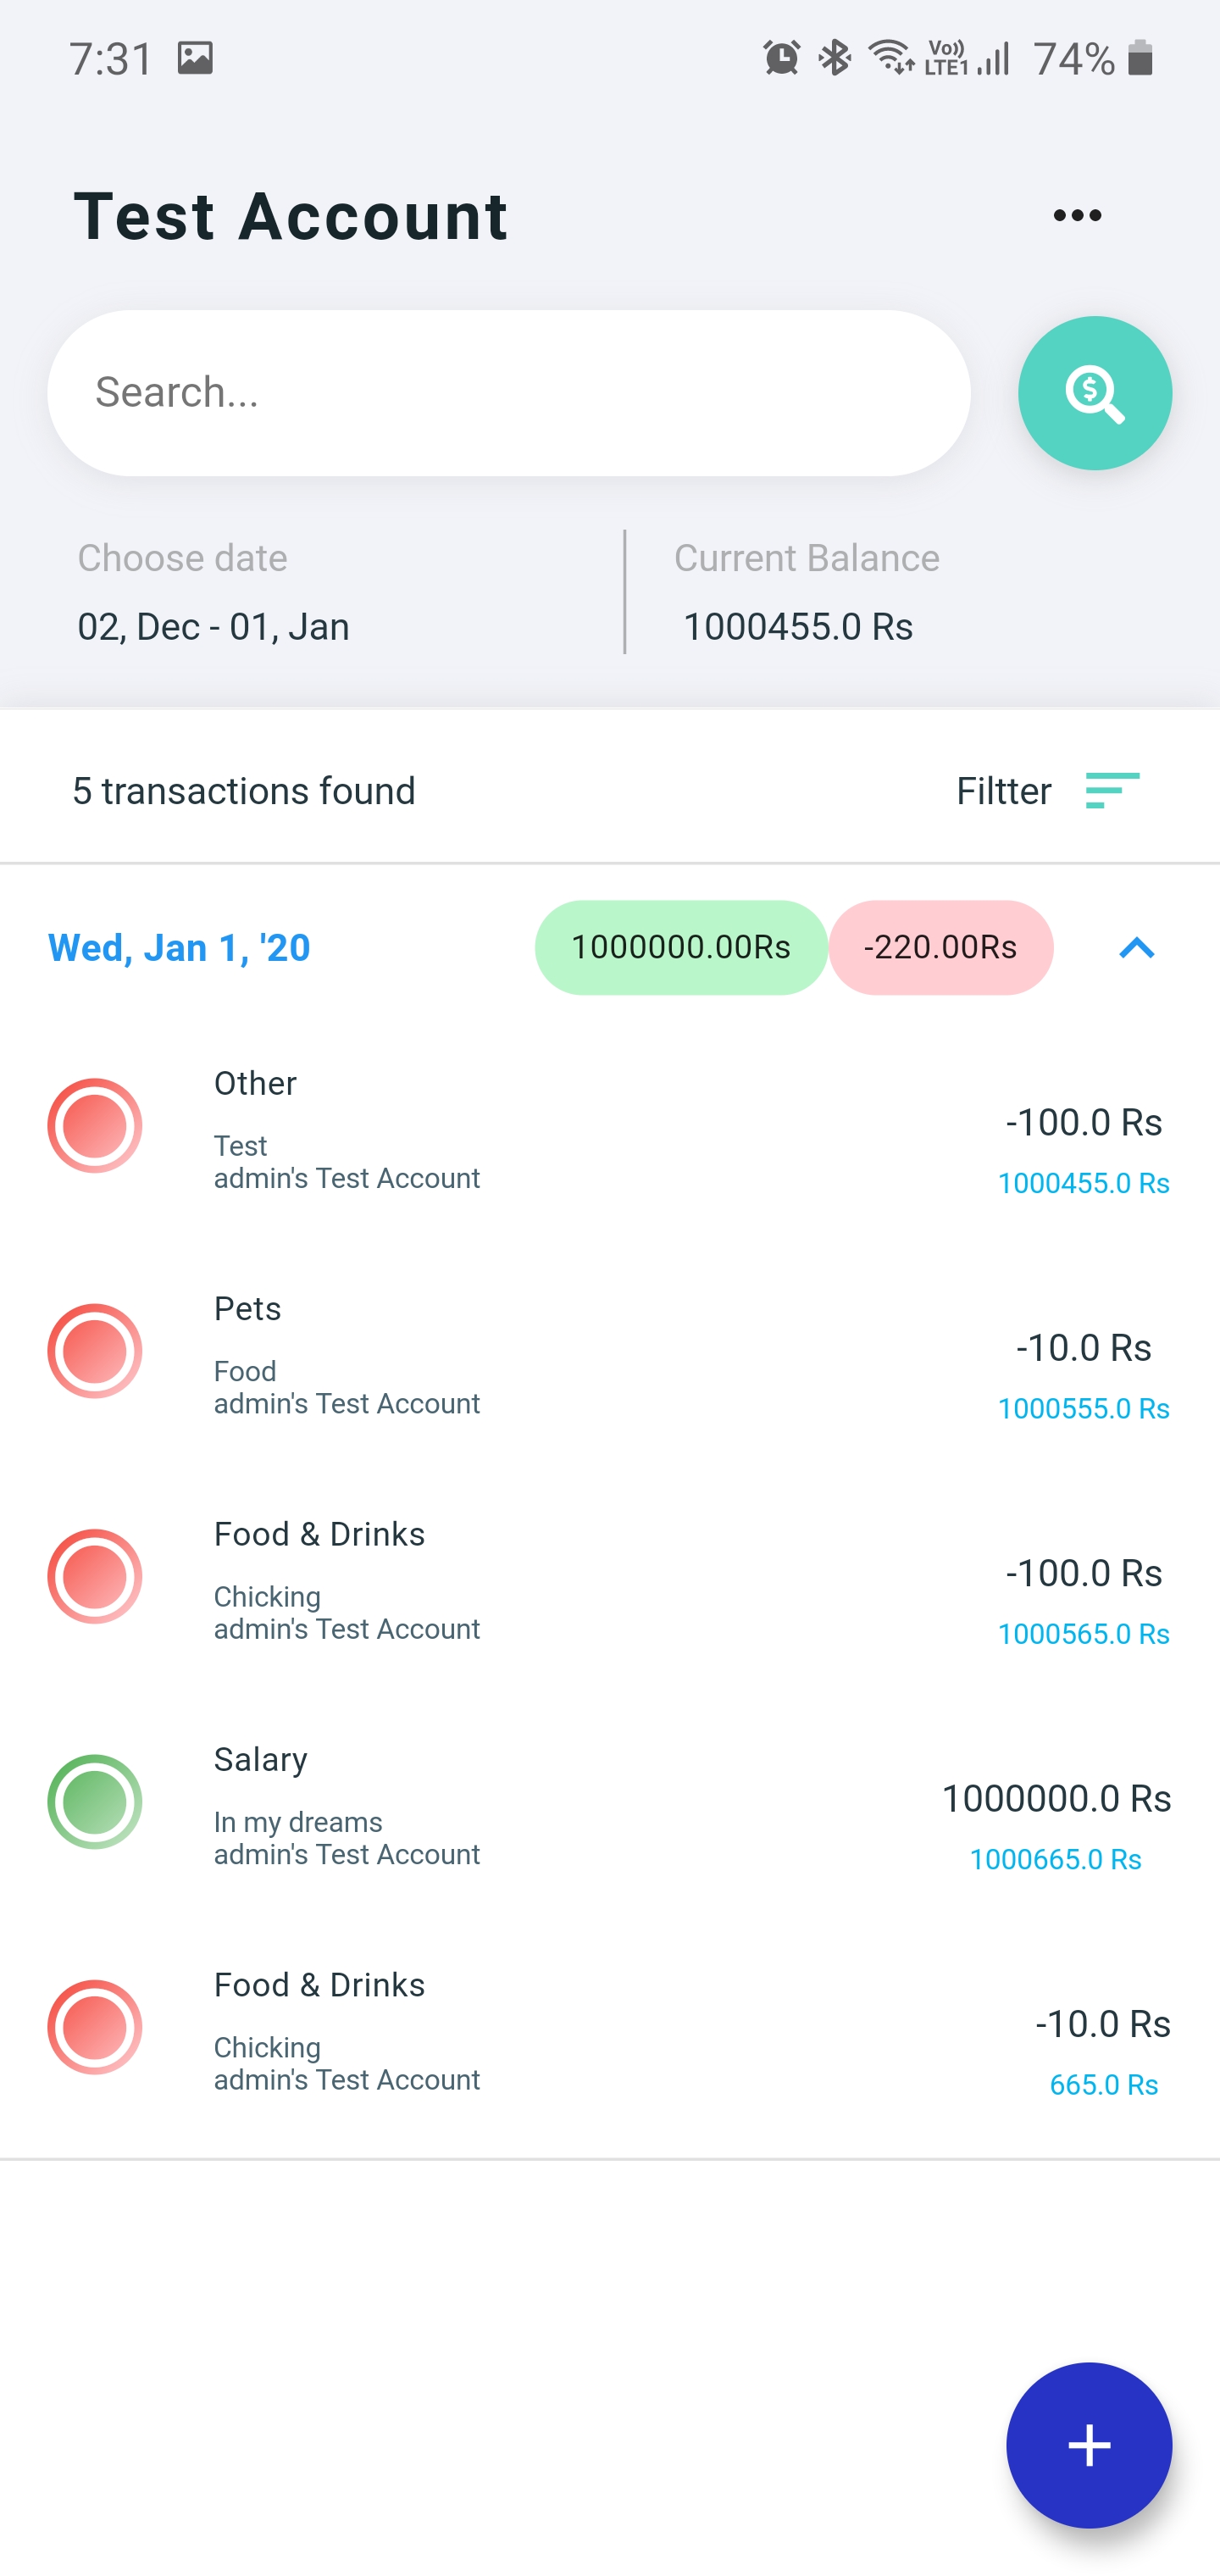 7:31
Vo)) LTE1 74%
Test Account
Search...
Choose date
02, Dec - 01, Jan
Current Balance
1000455.0 Rs
5 transactions found
Filtter
Wed, Jan 1, '20
1000000.00Rs
-220.00Rs
Other
Test
admin's Test Account
-100.0 Rs
1000455.0 Rs
Pets
Food
admin's Test Account
-10.0 Rs
1000555.0 Rs
Food & Drinks
Chicking
admin's Test Account
-100.0 Rs
1000565.0 Rs
Salary
In my dreams
admin's Test Account
1000000.0 Rs
1000665.0 Rs
Food & Drinks
Chicking
admin's Test Account
-10.0 Rs
665.0 Rs